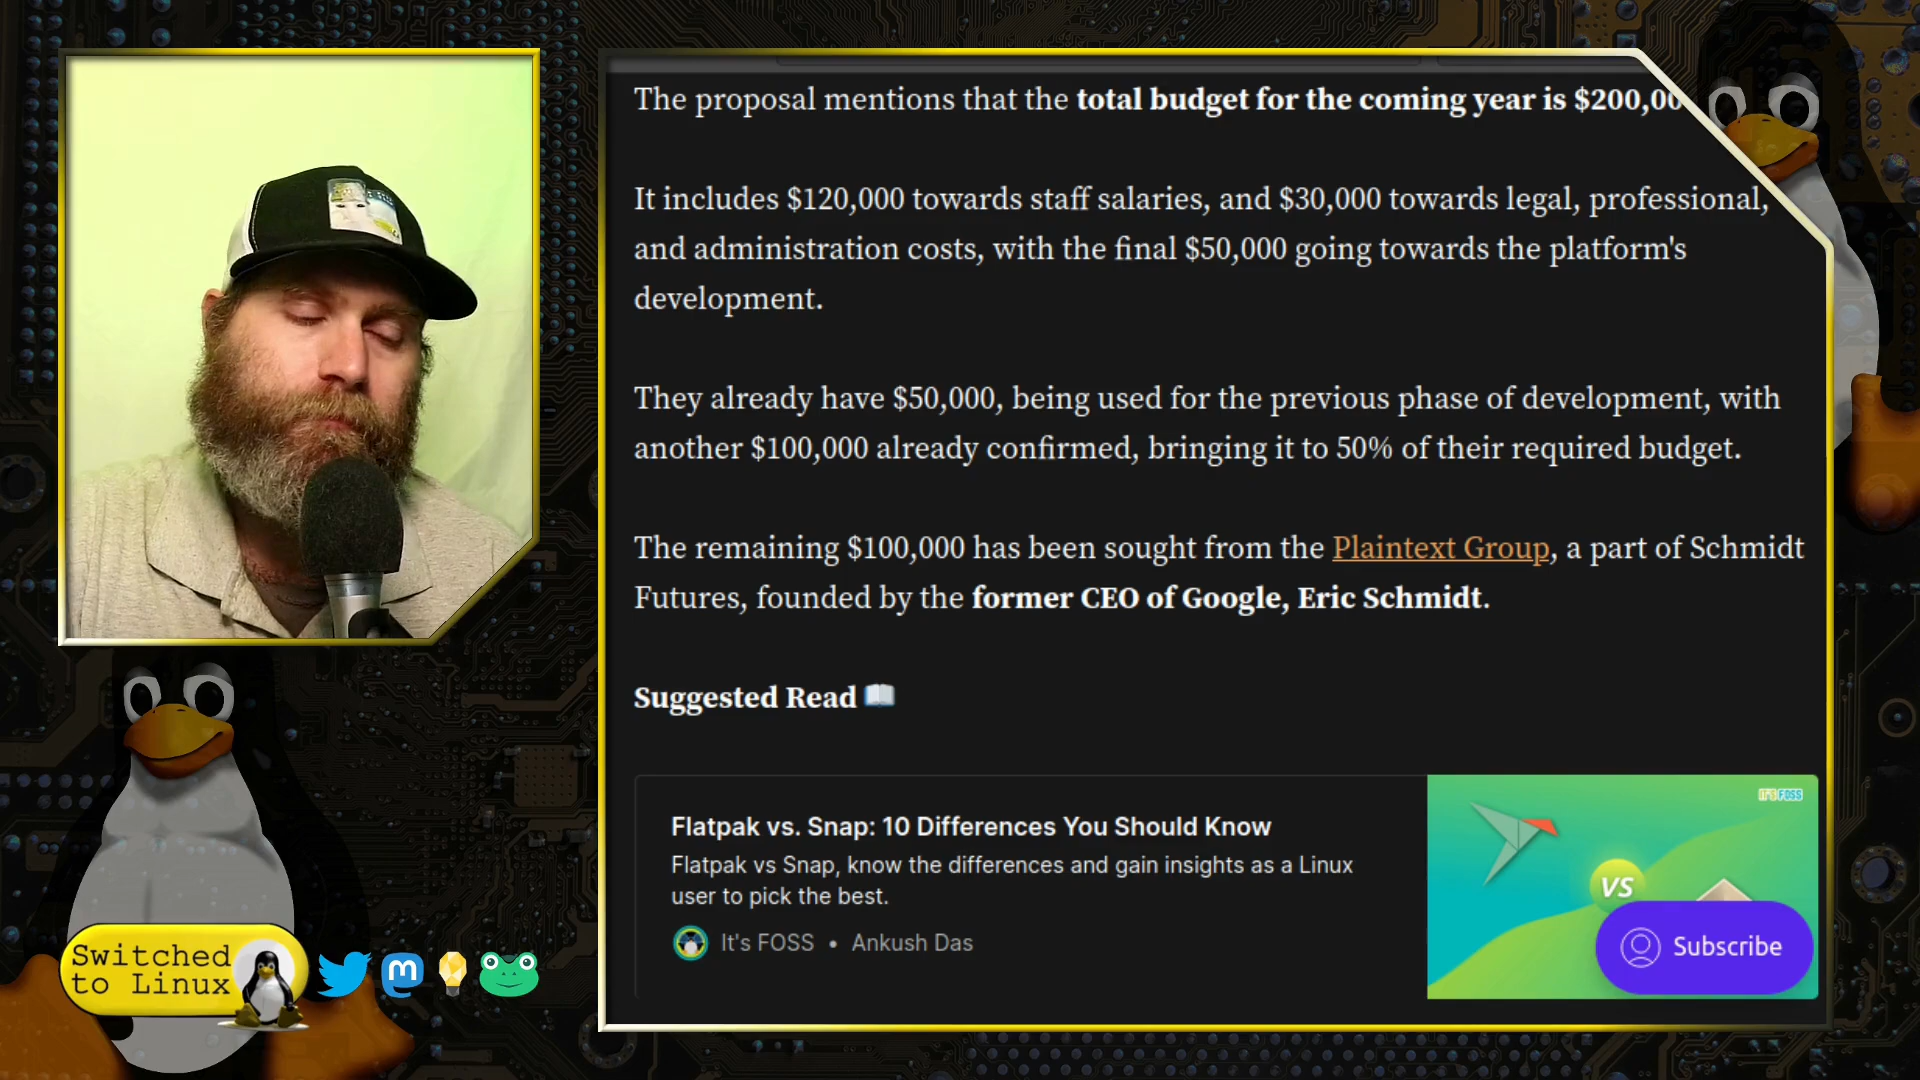 The proposal mentions that the total budget for the coming year is $200,00
It includes $120,000 towards staff salaries, and $30,000 towards legal, professional,
and administration costs, with the final $50,000 going towards the platform's
development.
They already have $50,000, being used for the previous phase of development, with
another $100,000 already confirmed, bringing it to 50% of their required budget.
The remaining $100,000 has been sought from the Plaintext Group, a part of Schmidt
Futures, founded by the former CEO of Google, Eric Schmidt.
Suggested Read
Flatpak vs. Snap: 10 Differences You Should Know
Flatpak vs Snap, know the differences and gain insights as a Linux
user to pick the best.
It's FOSS • Ankush Das
IT'S FOSS
VS
Subscribe
Switched
to Linux